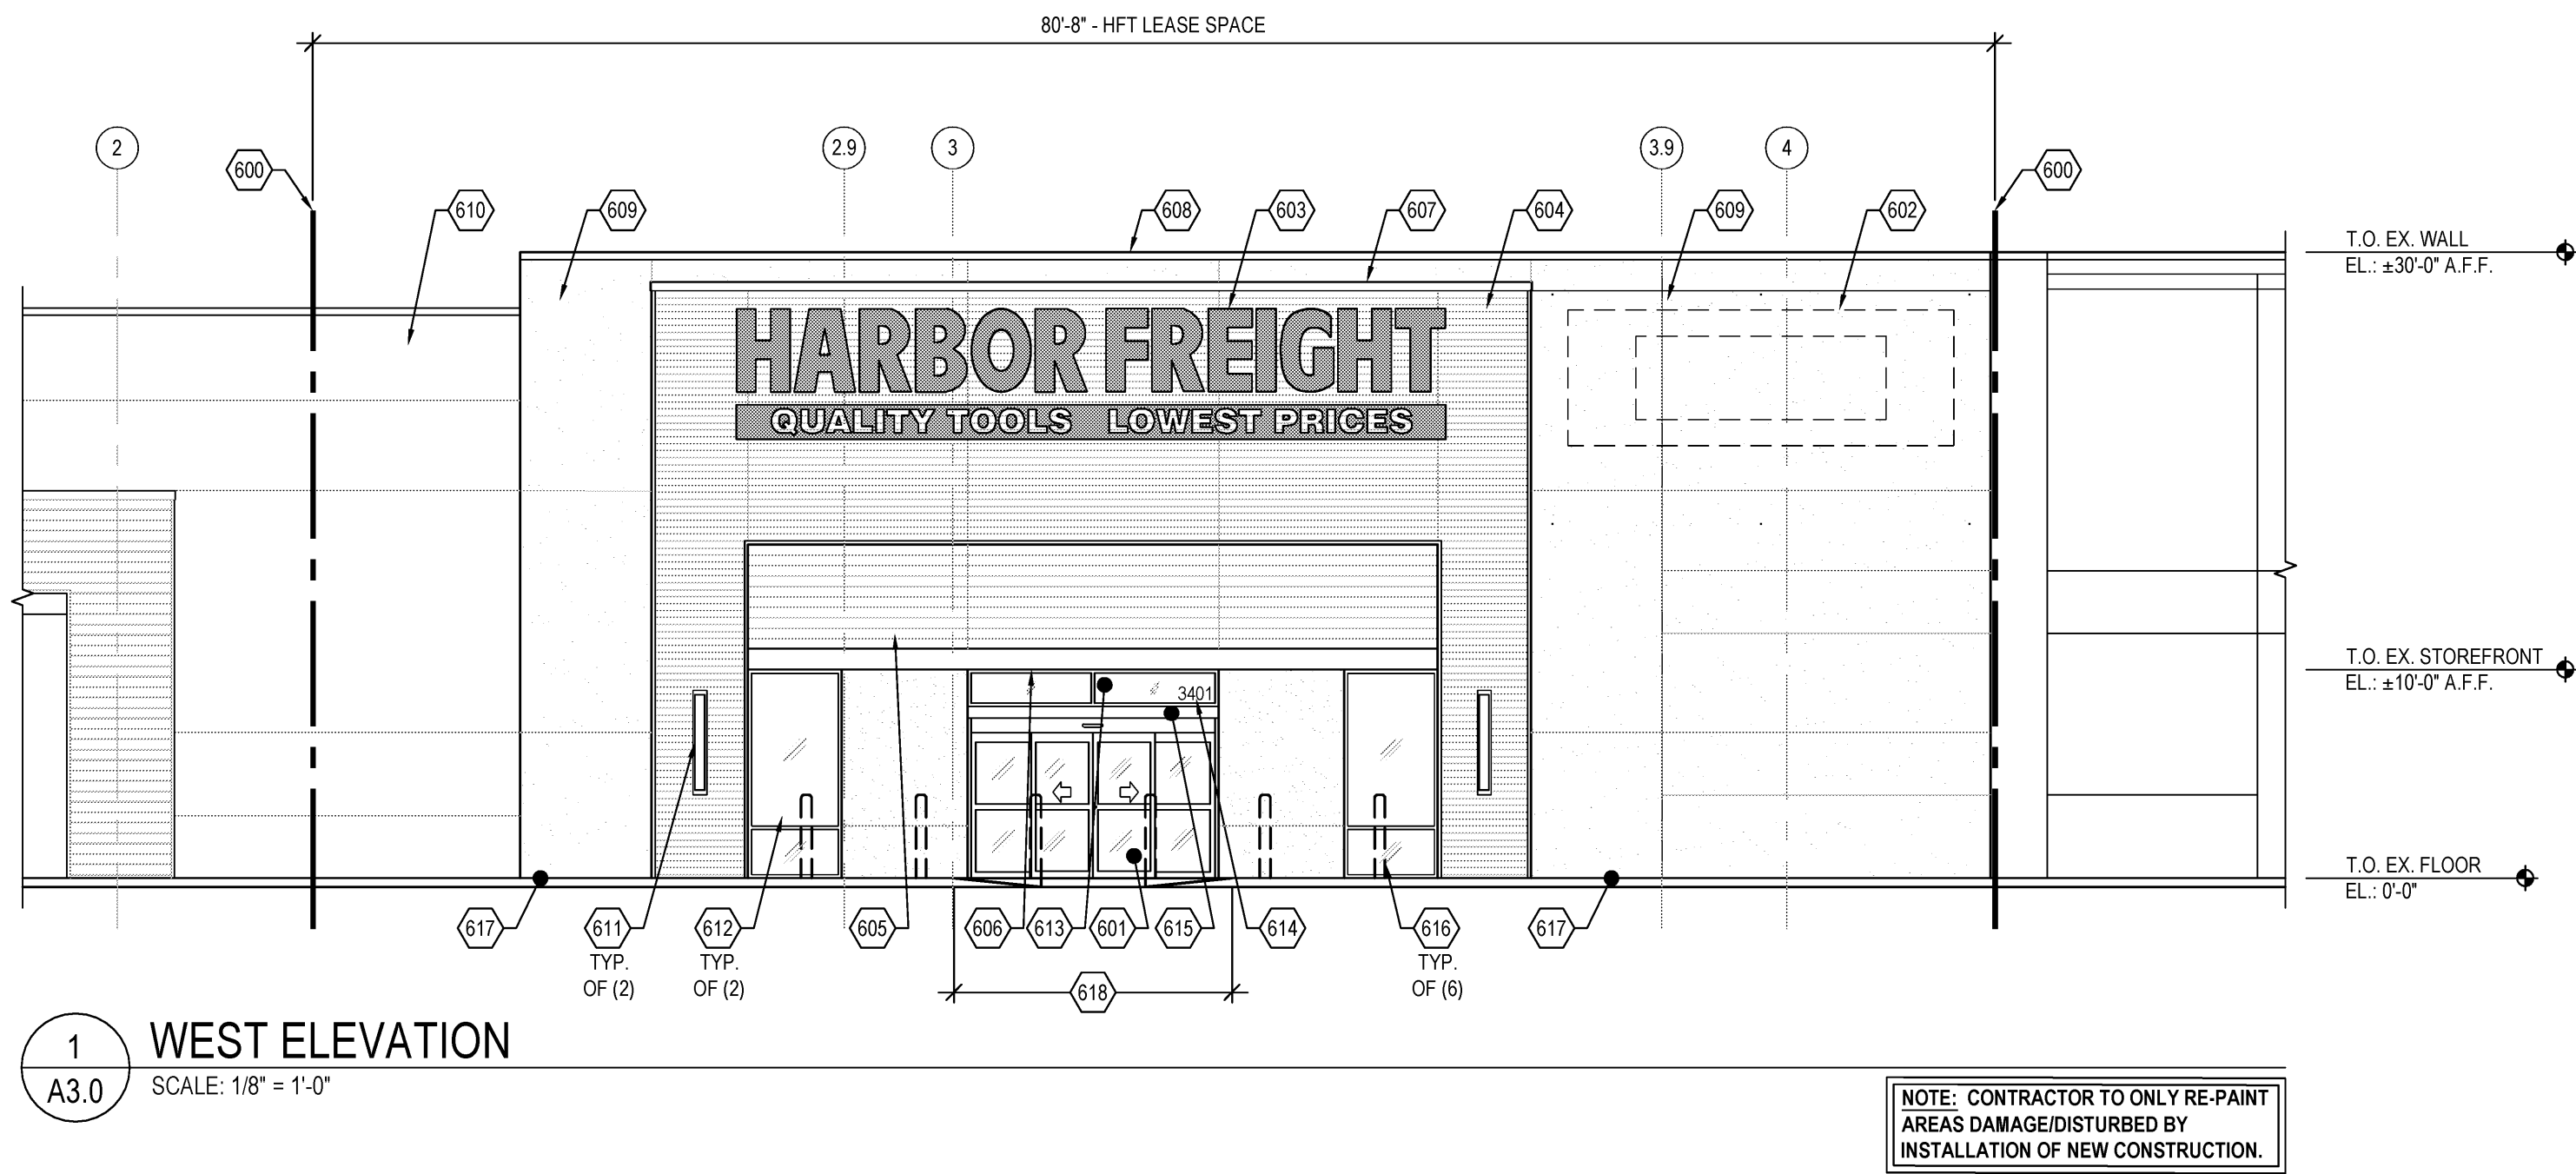 80'-8" - HFT LEASE SPACE
2
2.9
3
3.9
4
600
600
610
609
608
603
607
604
609
602
T.O. EX. WALL
EL.: ±30'-0" A.F.F.
HARBOR FREIGHT
QUALITY TOOLS LOWEST PRICES
T.O. EX. STOREFRONT
EL.: ±10'-0" A.F.F.
3401
T.O. EX. FLOOR
EL.: 0'-0"
617
611
612
605
606
613
601
615
614
616
617
TYP.
OF (2)
TYP.
OF (2)
TYP.
OF (6)
618
1
A3.0
WEST ELEVATION
SCALE: 1/8" = 1'-0"
NOTE: CONTRACTOR TO ONLY RE-PAINT
AREAS DAMAGE/DISTURBED BY
INSTALLATION OF NEW CONSTRUCTION.